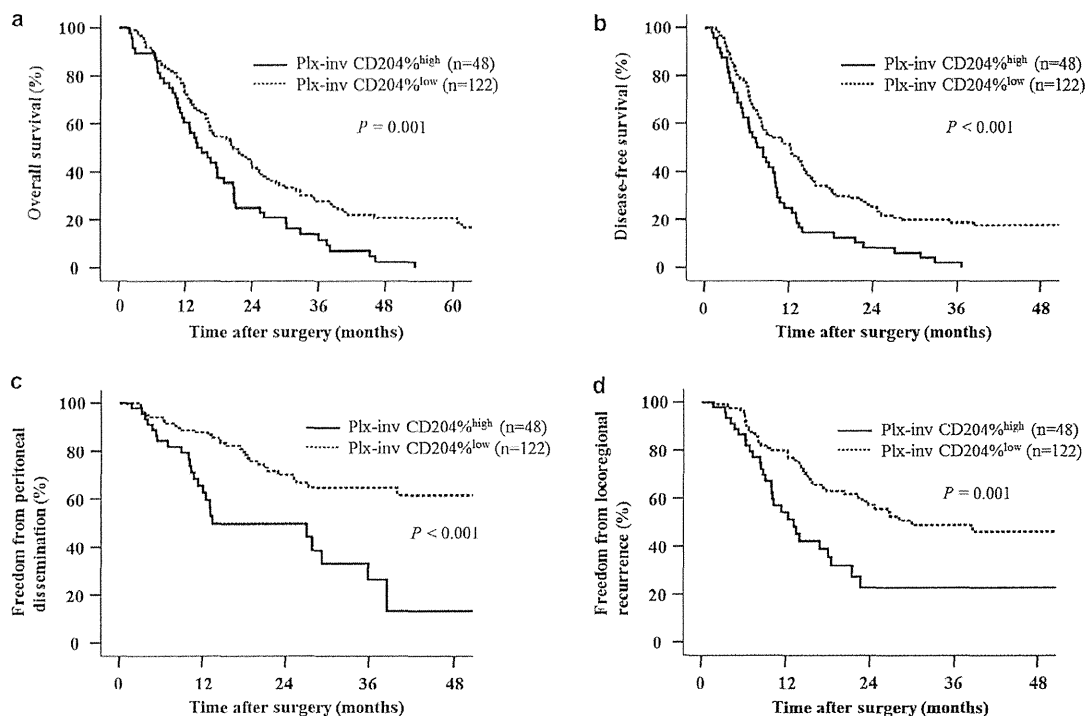 a
Overall survival (%)
100
80
60
40
20
0
Plx-inv CD204%high (n=48)
Plx-inv CD204%low (n=122)
P = 0.001
0 12 24 36 48 60
Time after surgery (months)
b
Disease-free survival (%)
100
80
60
40
20
0
Plx-inv CD204%high (n=48)
Plx-inv CD204%low (n=122)
P < 0.001
0 12 24 36 48
Time after surgery (months)
c
Freedom from peritoneal
dissemination (%)
100
80
60
40
20
0
Plx-inv CD204%high (n=48)
Plx-inv CD204%low (n=122)
P < 0.001
0 12 24 36 48
Time after surgery (months)
d
Freedom from locoregional
recurrence (%)
100
80
60
40
20
0
Plx-inv CD204%high (n=48)
Plx-inv CD204%low (n=122)
P = 0.001
0 12 24 36 48
Time after surgery (months)